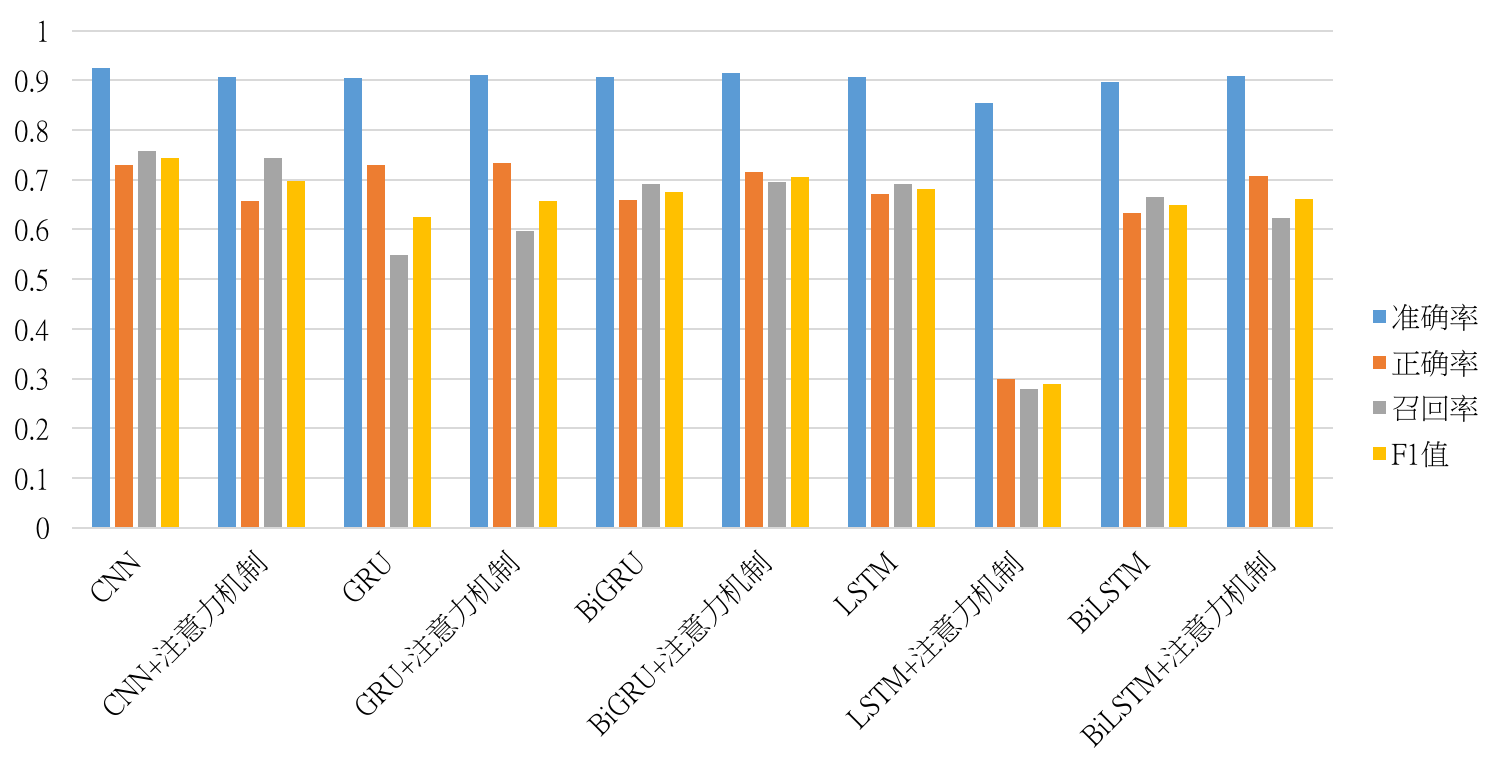 1
0.9
0.8
0.7
0.6
0.5
0.4
0.3
0.2
0.1
0
CNN
CNN+注意力机制
GRU
GRU+注意力机制
BiGRU
BiGRU+注意力机制
LSTM
LSTM+注意力机制
BiLSTM
BiLSTM+注意力机制
准确率
正确率
召回率
F1值